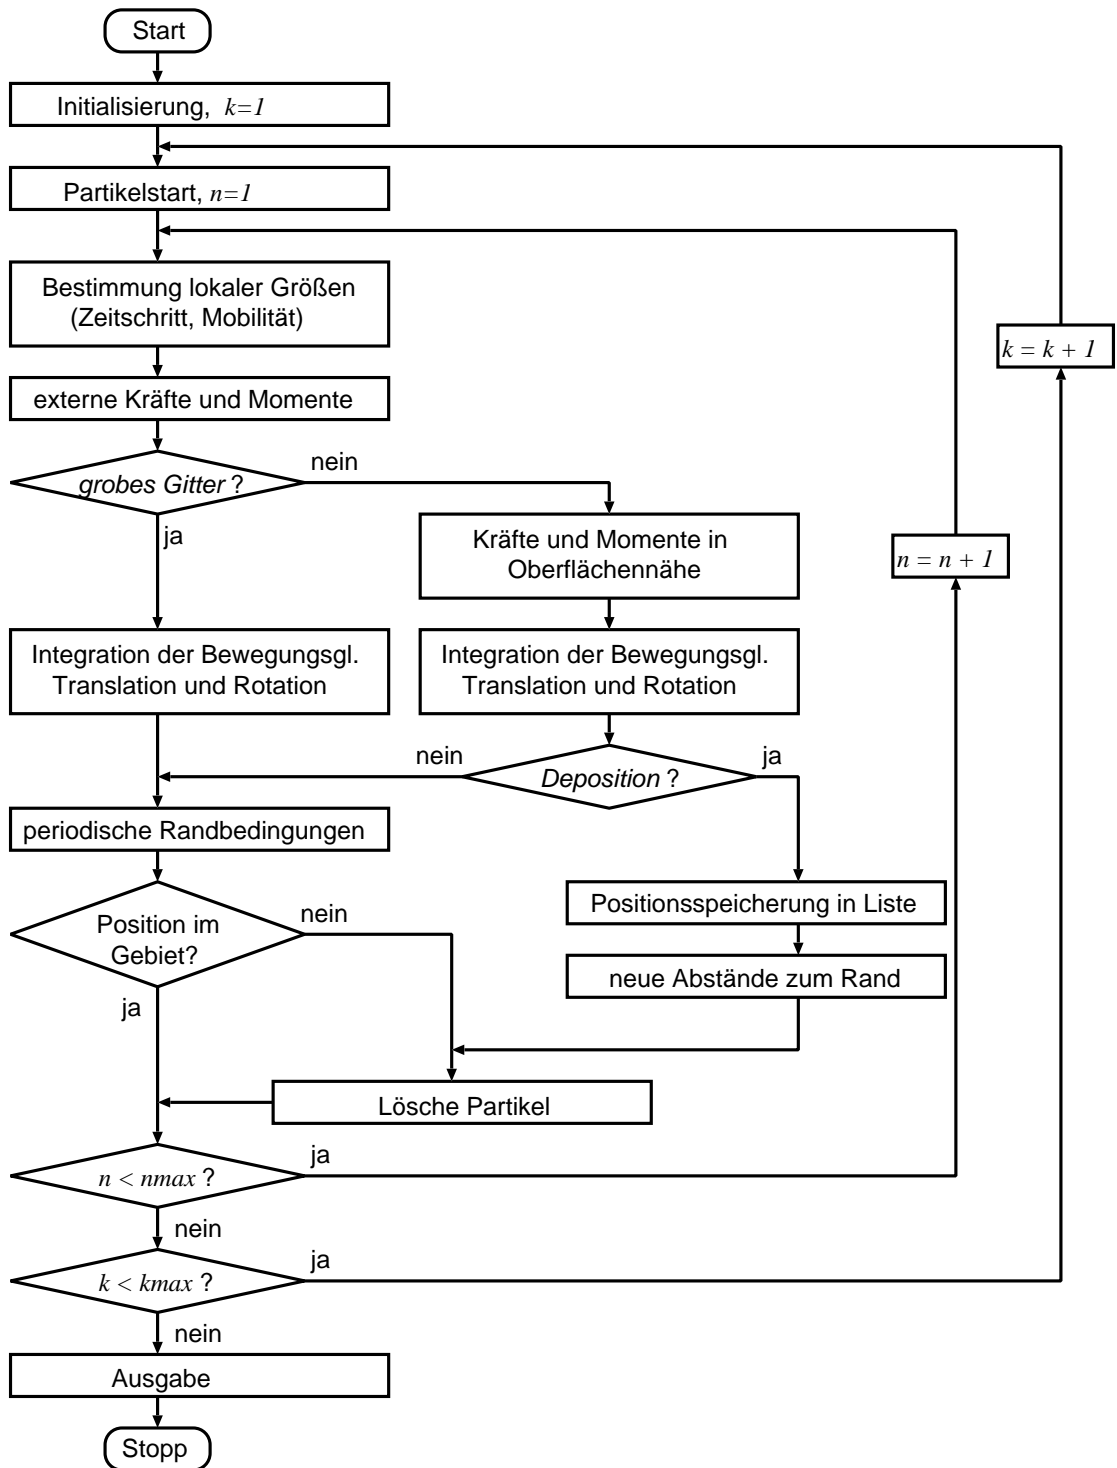 Start
Initialisierung, k=1
Partikelstart, n=1
Bestimmung lokaler Größen
(Zeitschritt, Mobilität)
k = k + 1
externe Kräfte und Momente
nein
grobes Gitter ?
ja
Kräfte und Momente in
Oberflächennähe
n = n + 1
Integration der Bewegungsgl.
Translation und Rotation
Integration der Bewegungsgl.
Translation und Rotation
nein
ja
Deposition ?
periodische Randbedingungen
Position im
Gebiet?
nein
Positionsspeicherung in Liste
neue Abstände zum Rand
ja
Lösche Partikel
n < nmax ?
ja
nein
k < kmax ?
ja
nein
Ausgabe
Stopp